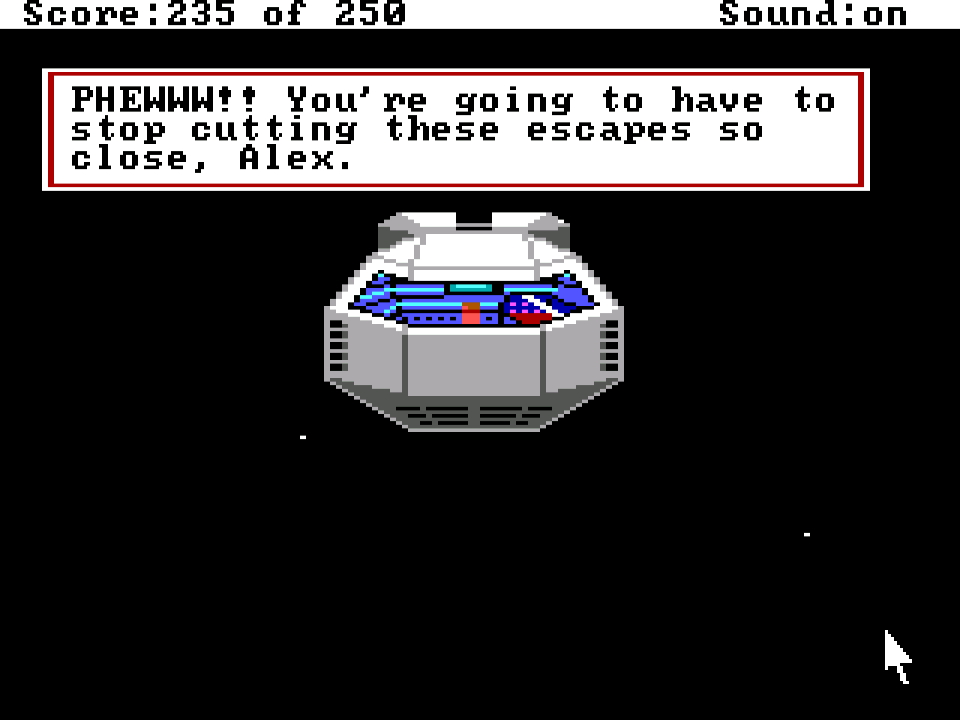 Score:235 of 250 Sound:on
PHEWWW!! You're going to have to
stop cutting these escapes so
close, Alex.